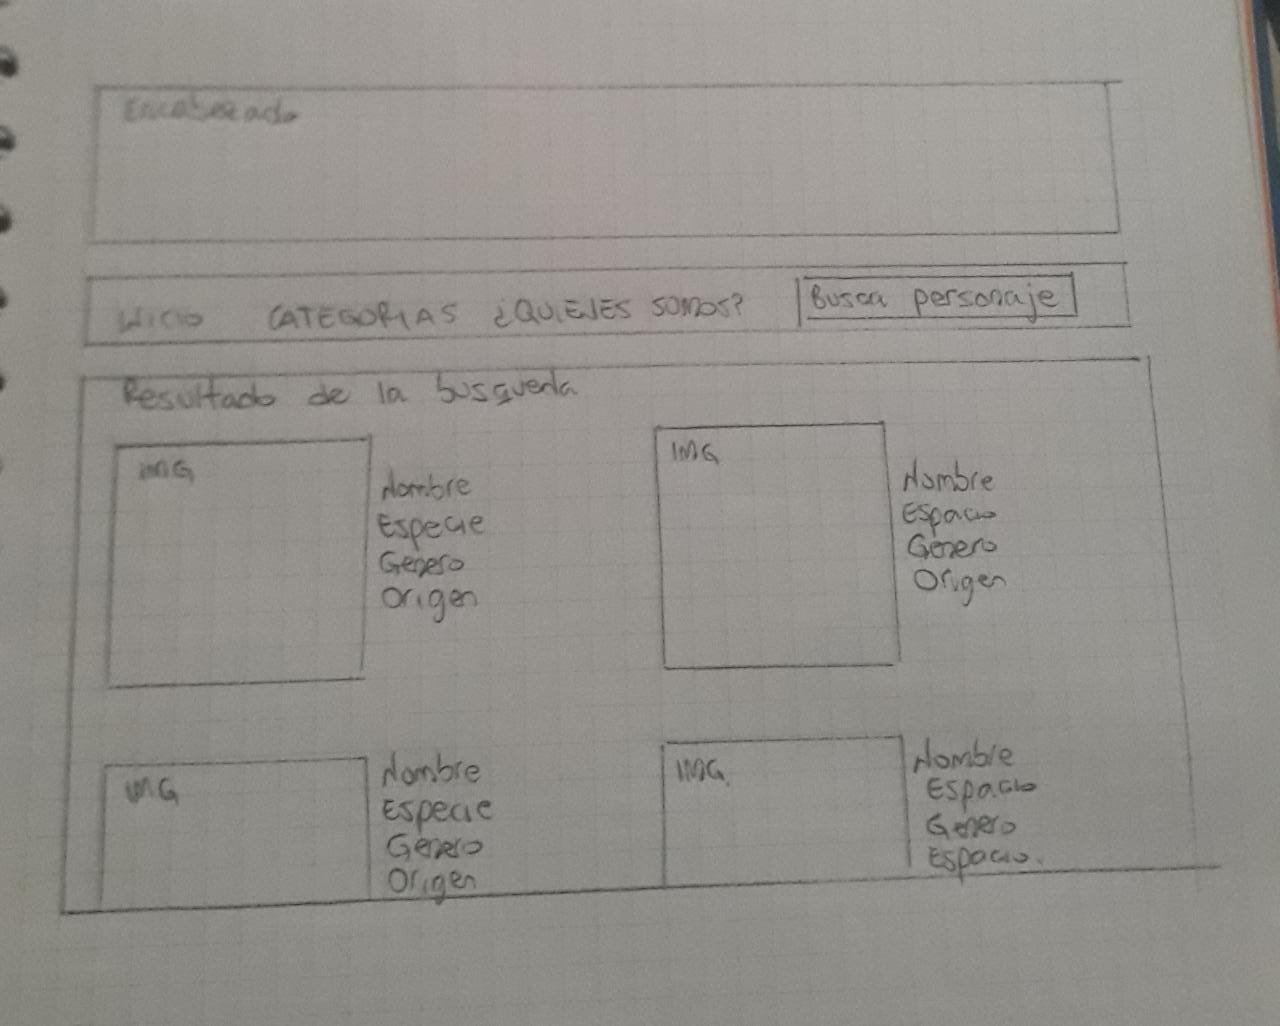 Encabezado
Inicio CATEGORIAS ¿QUIENES SOMOS? Busca personaje
Resultado de la busqueda
IMG
Nombre
Especie
Genero
Origen
IMG
Nombre
Espacio
Genero
Origen
IMG
Nombre
Especie
Genero
Origen
IMG.
Nombre
Espacio
Genero
Espacio.